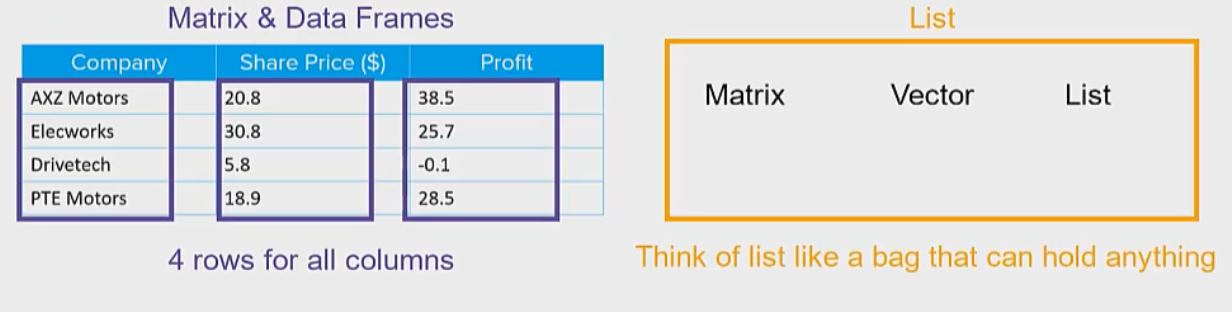 Matrix & Data Frames
Company Share Price ($) Profit
AXZ Motors 20.8 38.5
Elecworks 30.8 25.7
Drivetech 5.8 -0.1
PTE Motors 18.9 28.5
4 rows for all columns
List
Matrix Vector List
Think of list like a bag that can hold anything